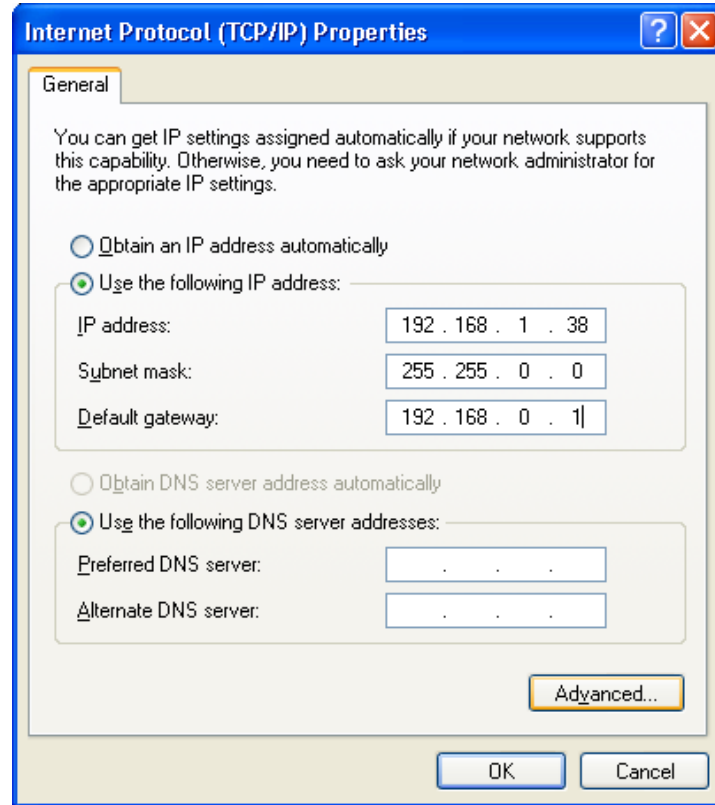 Internet Protocol (TCP/IP) Properties
General
You can get IP settings assigned automatically if your network supports
this capability. Otherwise, you need to ask your network administrator for
the appropriate IP settings.
Obtain an IP address automatically
Use the following IP address:
IP address: 192 . 168 . 1 . 38
Subnet mask: 255 . 255 . 0 . 0
Default gateway: 192 . 168 . 0 . 1
Obtain DNS server address automatically
Use the following DNS server addresses:
Preferred DNS server: . . .
Alternate DNS server: . . .
Advanced...
OK Cancel